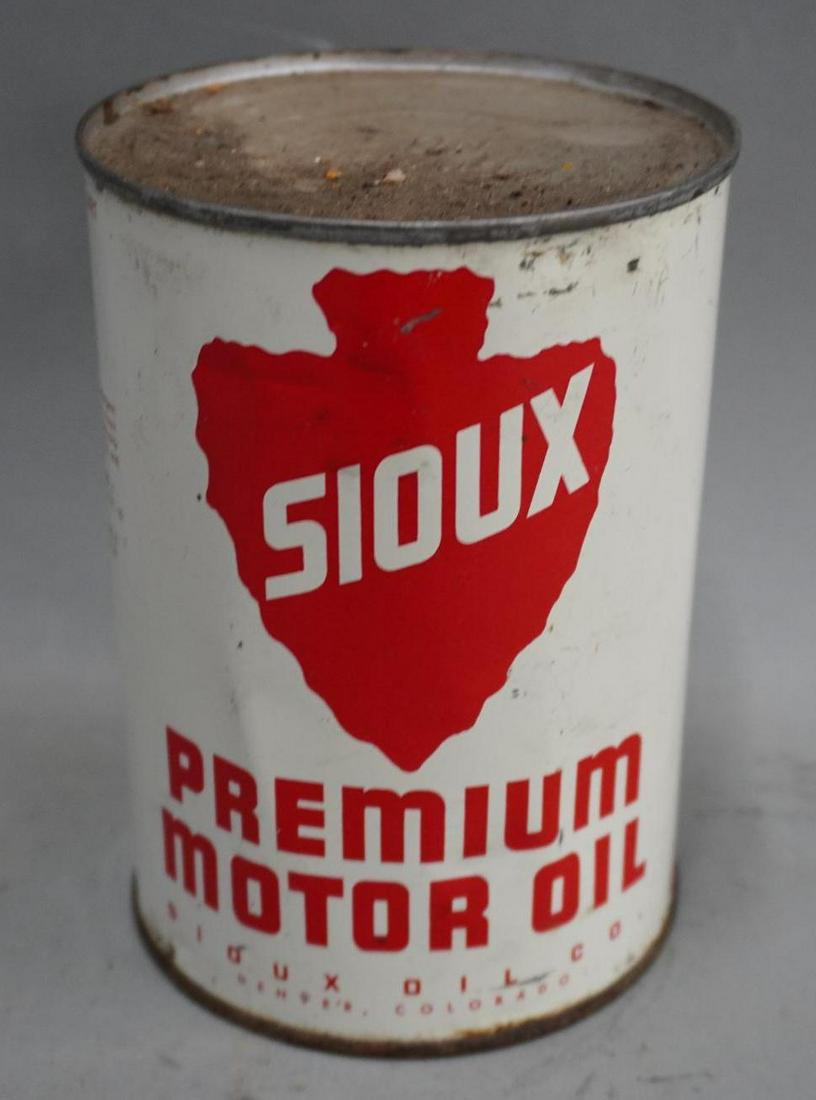 SIOUX
PREMIUM
MOTOR OIL
SIOUX OIL CO.
DENVER, COLORADO